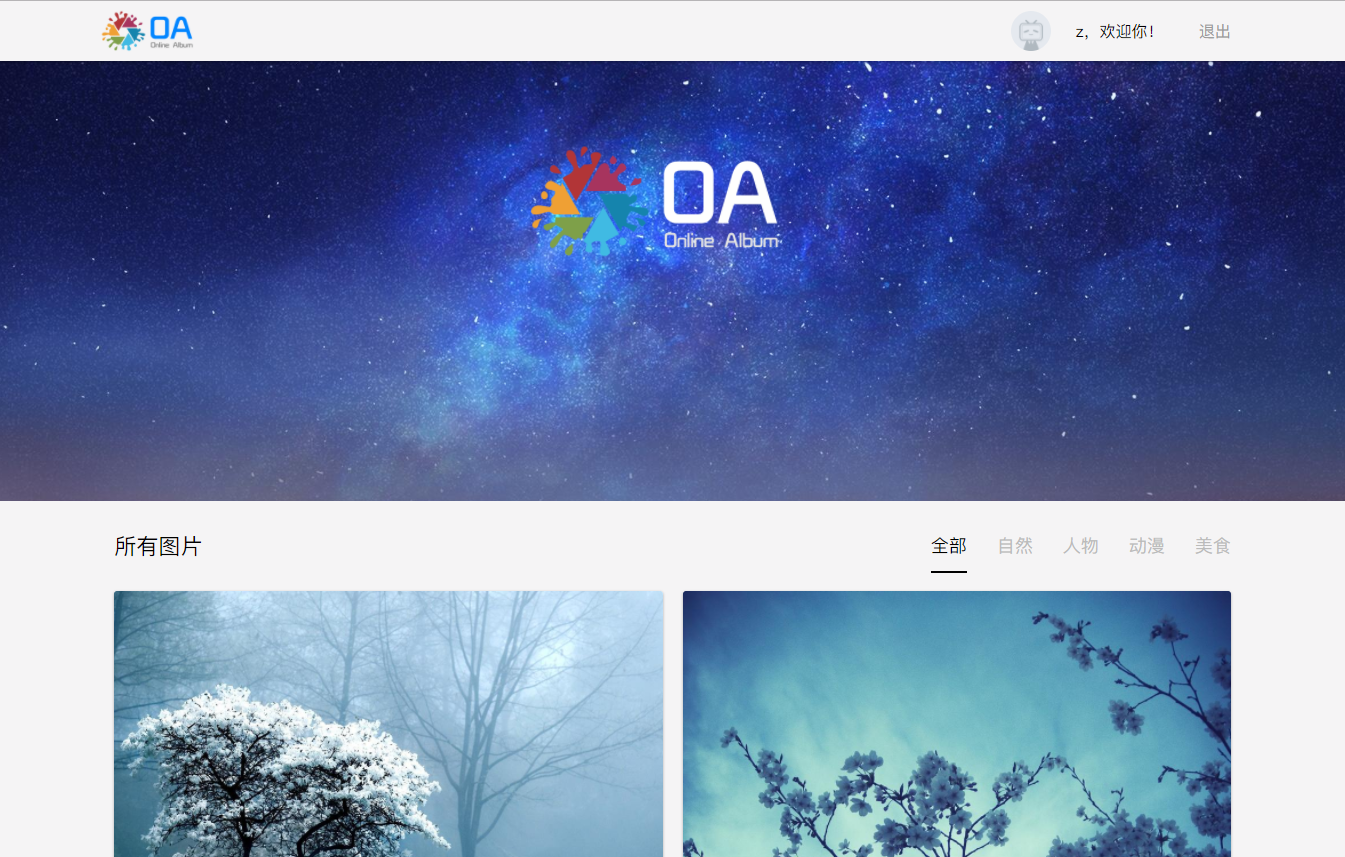 OA
Online Album
z，欢迎你！
退出
OA
Online Album
所有图片
全部
自然
人物
动漫
美食